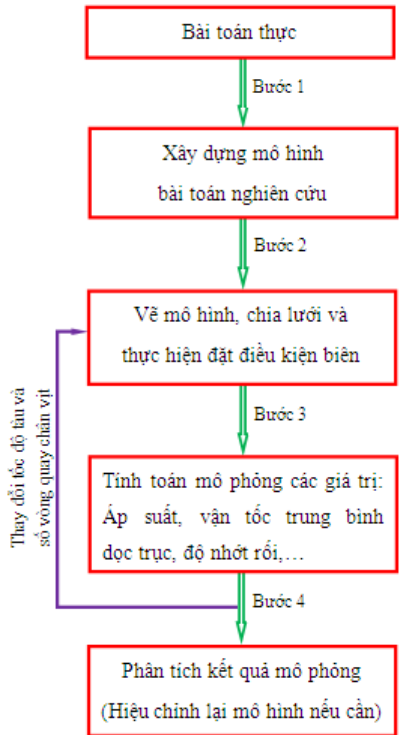 Bài toán thực
Bước 1
Xây dựng mô hình
bài toán nghiên cứu
Bước 2
Vẽ mô hình, chia lưới và
thực hiện đặt điều kiện biên
Bước 3
Tính toán mô phỏng các giá trị:
Áp suất, vận tốc trung bình
dọc trục, độ nhớt rối,…
Thay đổi tốc độ tàu và
số vòng quay chân vịt
Bước 4
Phân tích kết quả mô phỏng
(Hiệu chỉnh lại mô hình nếu cần)